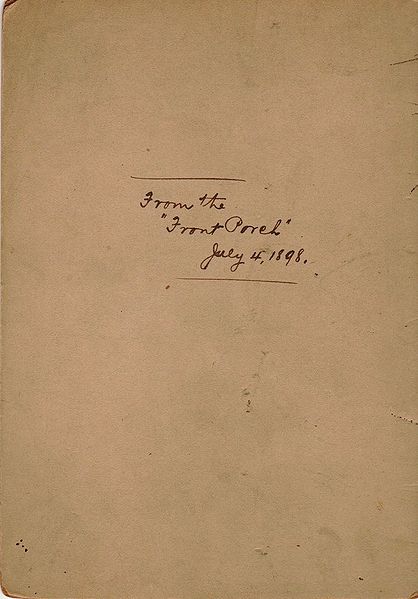 From the
"Front Porch"
July 4, 1898.